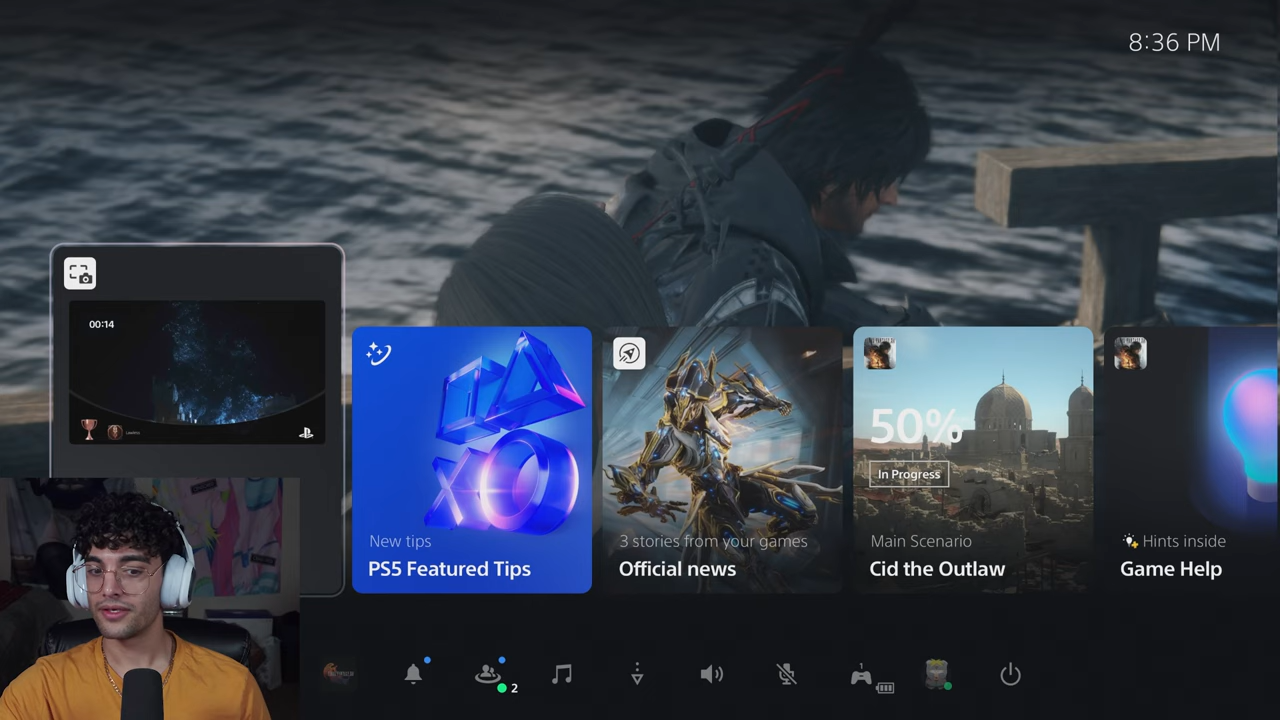 8:36 PM
00:14
New tips
PS5 Featured Tips
3 stories from your games
Official news
50%
In Progress
Main Scenario
Cid the Outlaw
Hints inside
Game Help
2
1